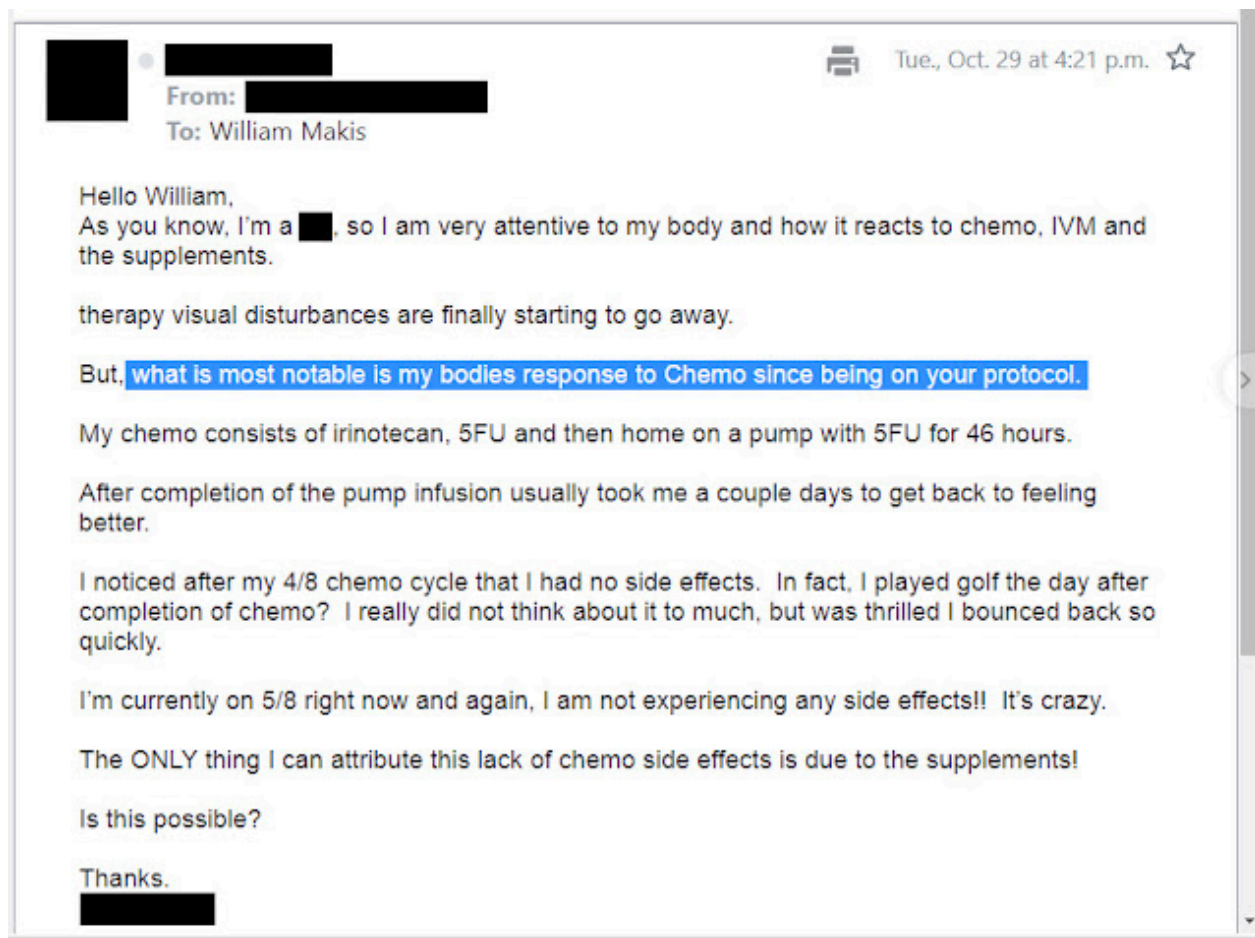 Tue., Oct. 29 at 4:21 p.m.
From:
To: William Makis
Hello William,
As you know, I'm a , so I am very attentive to my body and how it reacts to chemo, IVM and
the supplements.
therapy visual disturbances are finally starting to go away.
But, what is most notable is my bodies response to Chemo since being on your protocol.
My chemo consists of irinotecan, 5FU and then home on a pump with 5FU for 46 hours.
After completion of the pump infusion usually took me a couple days to get back to feeling
better.
I noticed after my 4/8 chemo cycle that I had no side effects.  In fact, I played golf the day after
completion of chemo?  I really did not think about it to much, but was thrilled I bounced back so
quickly.
I'm currently on 5/8 right now and again, I am not experiencing any side effects!!  It's crazy.
The ONLY thing I can attribute this lack of chemo side effects is due to the supplements!
Is this possible?
Thanks.